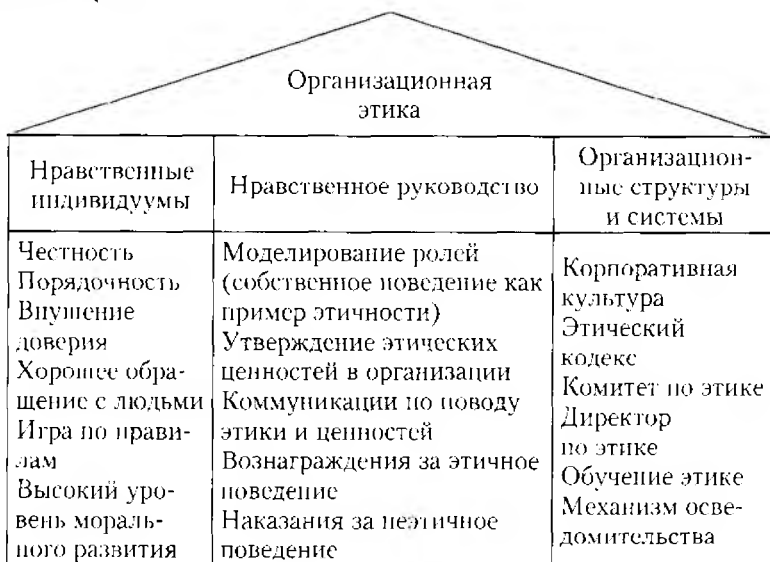 Организационная
этика
Нравственные
индивидуумы
Нравственное руководство
Организацион-
ные структуры
и системы
Честность
Порядочность
Внушение
доверия
Хорошее обра-
щение с людьми
Игра по прави-
лам
Высокий уро-
вень мораль-
ного развития
Моделирование ролей
(собственное поведение как
пример этичности)
Утверждение этических
ценностей в организации
Коммуникации по поводу
этики и ценностей
Вознаграждения за этичное
поведение
Наказания за неэтичное
поведение
Корпоративная
культура
Этический
кодекс
Комитет по этике
Директор
по этике
Обучение этике
Механизм осве-
домительства